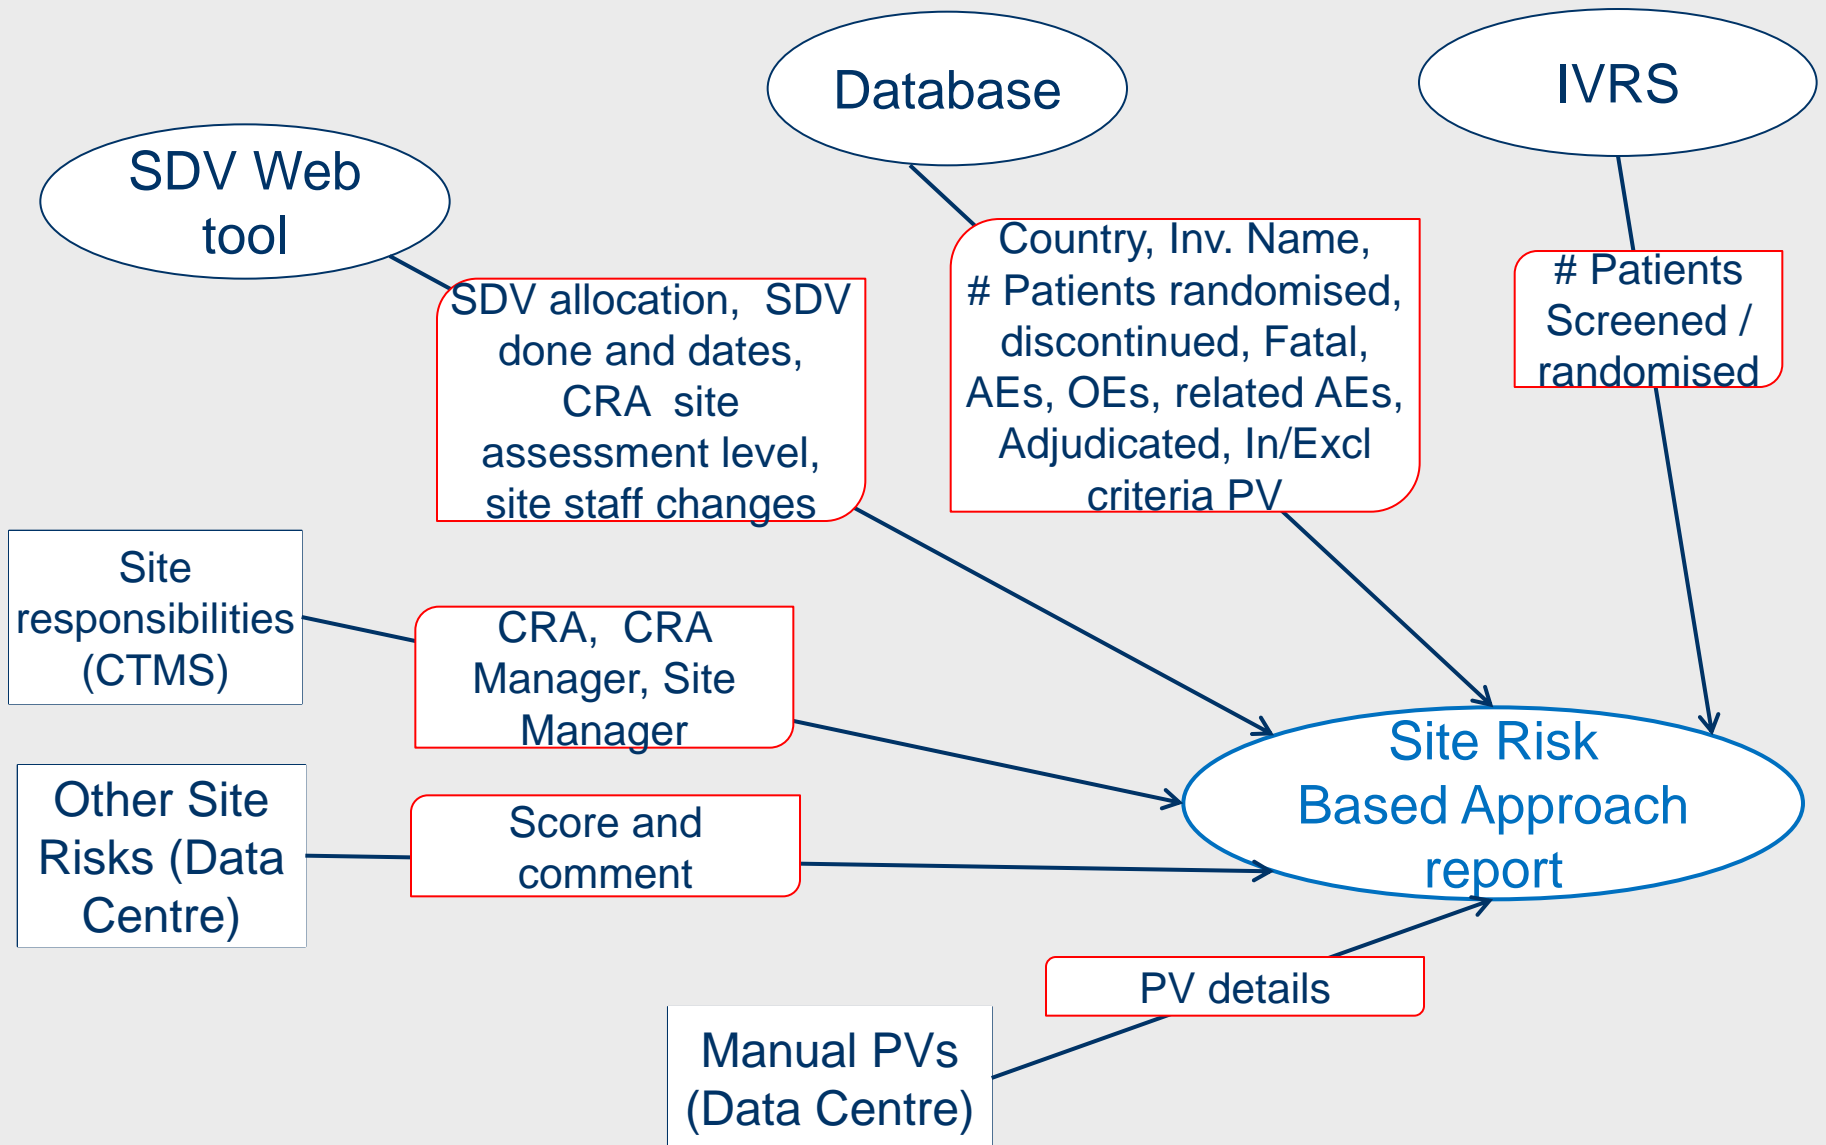 Database
IVRS
SDV Web
tool
Country, Inv. Name,
# Patients randomised,
discontinued, Fatal,
AEs, OEs, related AEs,
Adjudicated, In/Excl
criteria PV
# Patients
Screened /
randomised
SDV allocation,  SDV
done and dates,
CRA  site
assessment level,
site staff changes
Site
responsibilities
(CTMS)
CRA,  CRA
Manager, Site
Manager
Site Risk
Based Approach
report
Other Site
Risks (Data
Centre)
Score and
comment
PV details
Manual PVs
(Data Centre)